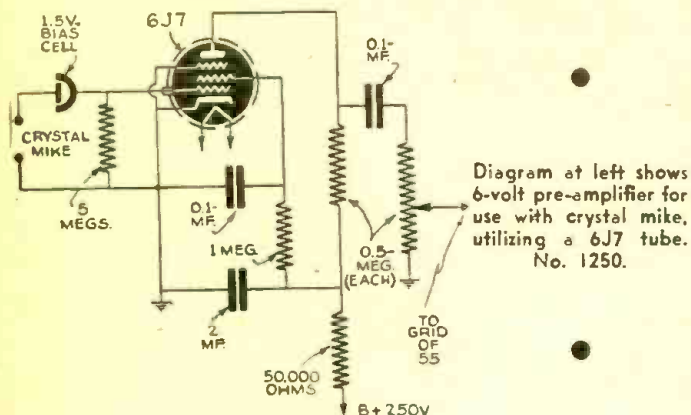 1.5V.
BIAS
CELL
6J7
0.1-
MF.
CRYSTAL
MIKE
5
MEGS.
0.1-
MF.
1 MEG.
0.5-
MEG.
(EACH)
2
MF.
50,000
OHMS
TO
GRID
OF
55
B+250V
Diagram at left shows
6-volt pre-amplifier for
use with crystal mike,
utilizing a 6J7 tube.
No. 1250.